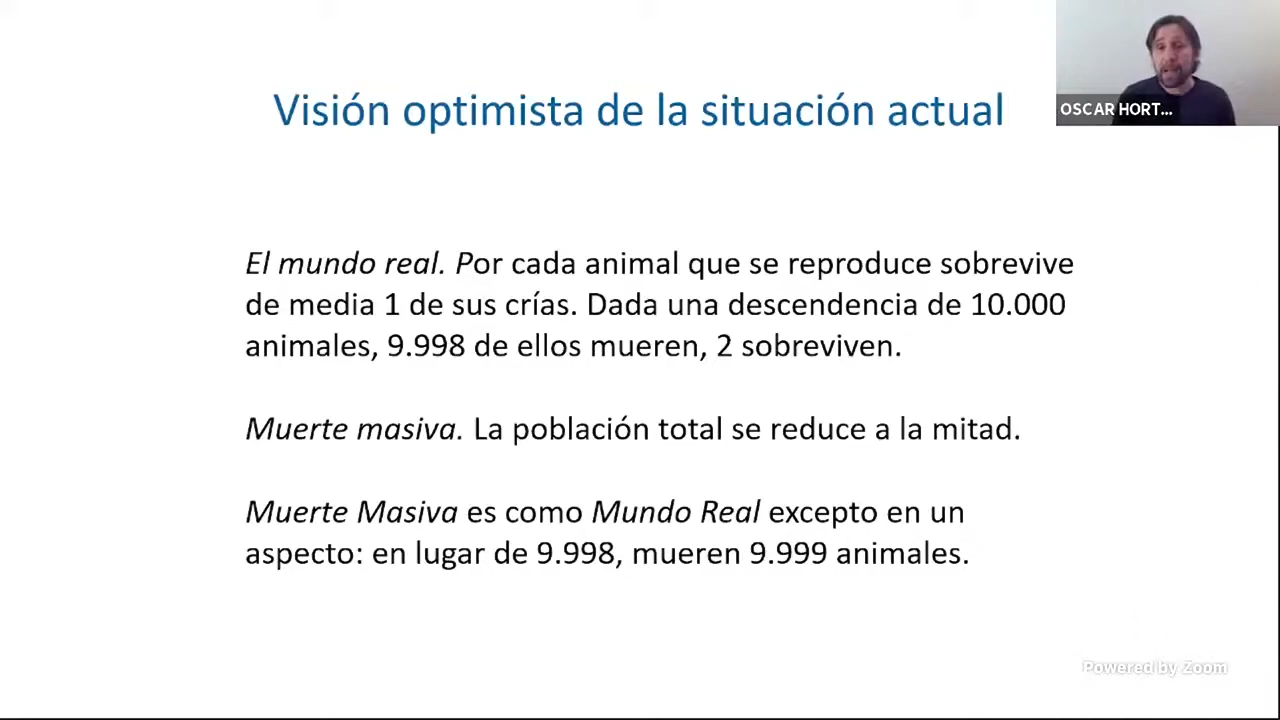 Visión optimista de la situación actual
OSCAR HORT...
El mundo real. Por cada animal que se reproduce sobrevive
de media 1 de sus crías. Dada una descendencia de 10.000
animales, 9.998 de ellos mueren, 2 sobreviven.
Muerte masiva. La población total se reduce a la mitad.
Muerte Masiva es como Mundo Real excepto en un
aspecto: en lugar de 9.998, mueren 9.999 animales.
Powered by Zoom